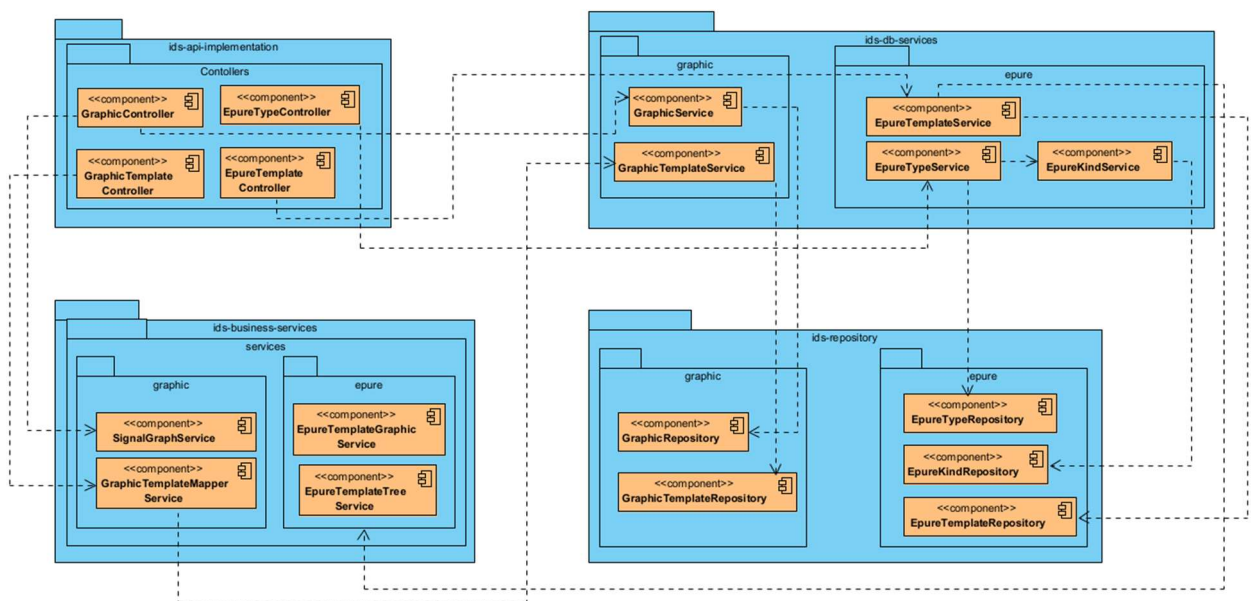 ids-api-implementation
Contollers
<<component>>
GraphicController
<<component>>
EpureTypeController
<<component>>
GraphicTemplate
Controller
<<component>>
EpureTemplate
Controller
ids-db-services
graphic
<<component>>
GraphicService
<<component>>
GraphicTemplateService
epure
<<component>>
EpureTemplateService
<<component>>
EpureTypeService
<<component>>
EpureKindService
ids-business-services
services
graphic
<<component>>
SignalGraphService
<<component>>
GraphicTemplateMapper
Service
epure
<<component>>
EpureTemplateGraphic
Service
<<component>>
EpureTemplateTree
Service
ids-repository
graphic
<<component>>
GraphicRepository
<<component>>
GraphicTemplateRepository
epure
<<component>>
EpureTypeRepository
<<component>>
EpureKindRepository
<<component>>
EpureTemplateRepository